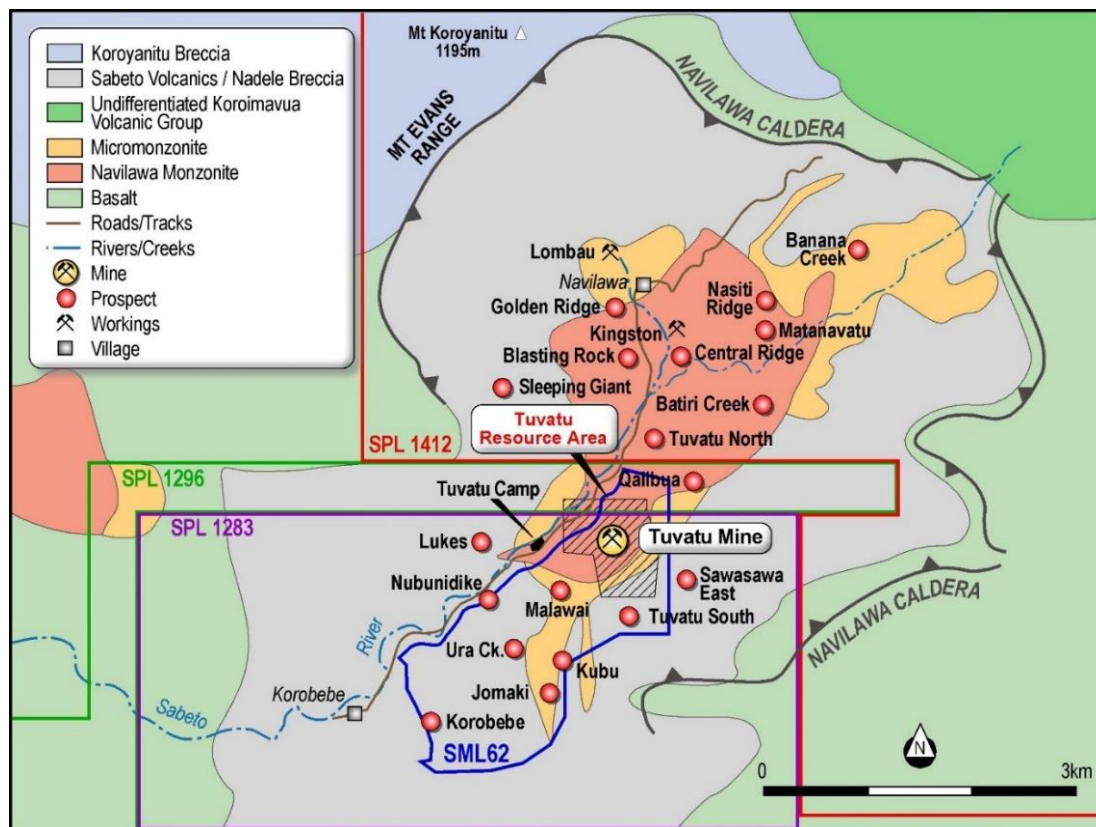 Mt Koroyanitu
1195m
Koroyanitu Breccia
Sabeto Volcanics / Nadele Breccia
Undifferentiated Koroimavua
Volcanic Group
Micromonzonite
Navilawa Monzonite
Basalt
Roads/Tracks
Rivers/Creeks
Mine
Prospect
Workings
Village
MT EVANS
RANGE
NAVILAWA CALDERA
Lombau
Navilawa
Golden Ridge
Kingston
Blasting Rock
Sleeping Giant
Banana
Creek
Nasiti
Ridge
Matanavatu
Central Ridge
Batiri Creek
Tuvatu North
Tuvatu
Resource Area
SPL 1412
SPL 1296
Qalibua
Tuvatu Camp
SPL 1283
Lukes
Tuvatu Mine
Nubunidike
Malawai
Sawasawa
East
Tuvatu South
NAVILAWA CALDERA
River
Ura Ck.
Kubu
Korobebe
Jomaki
Sabeto
Korobebe
SML62
N
0
3km